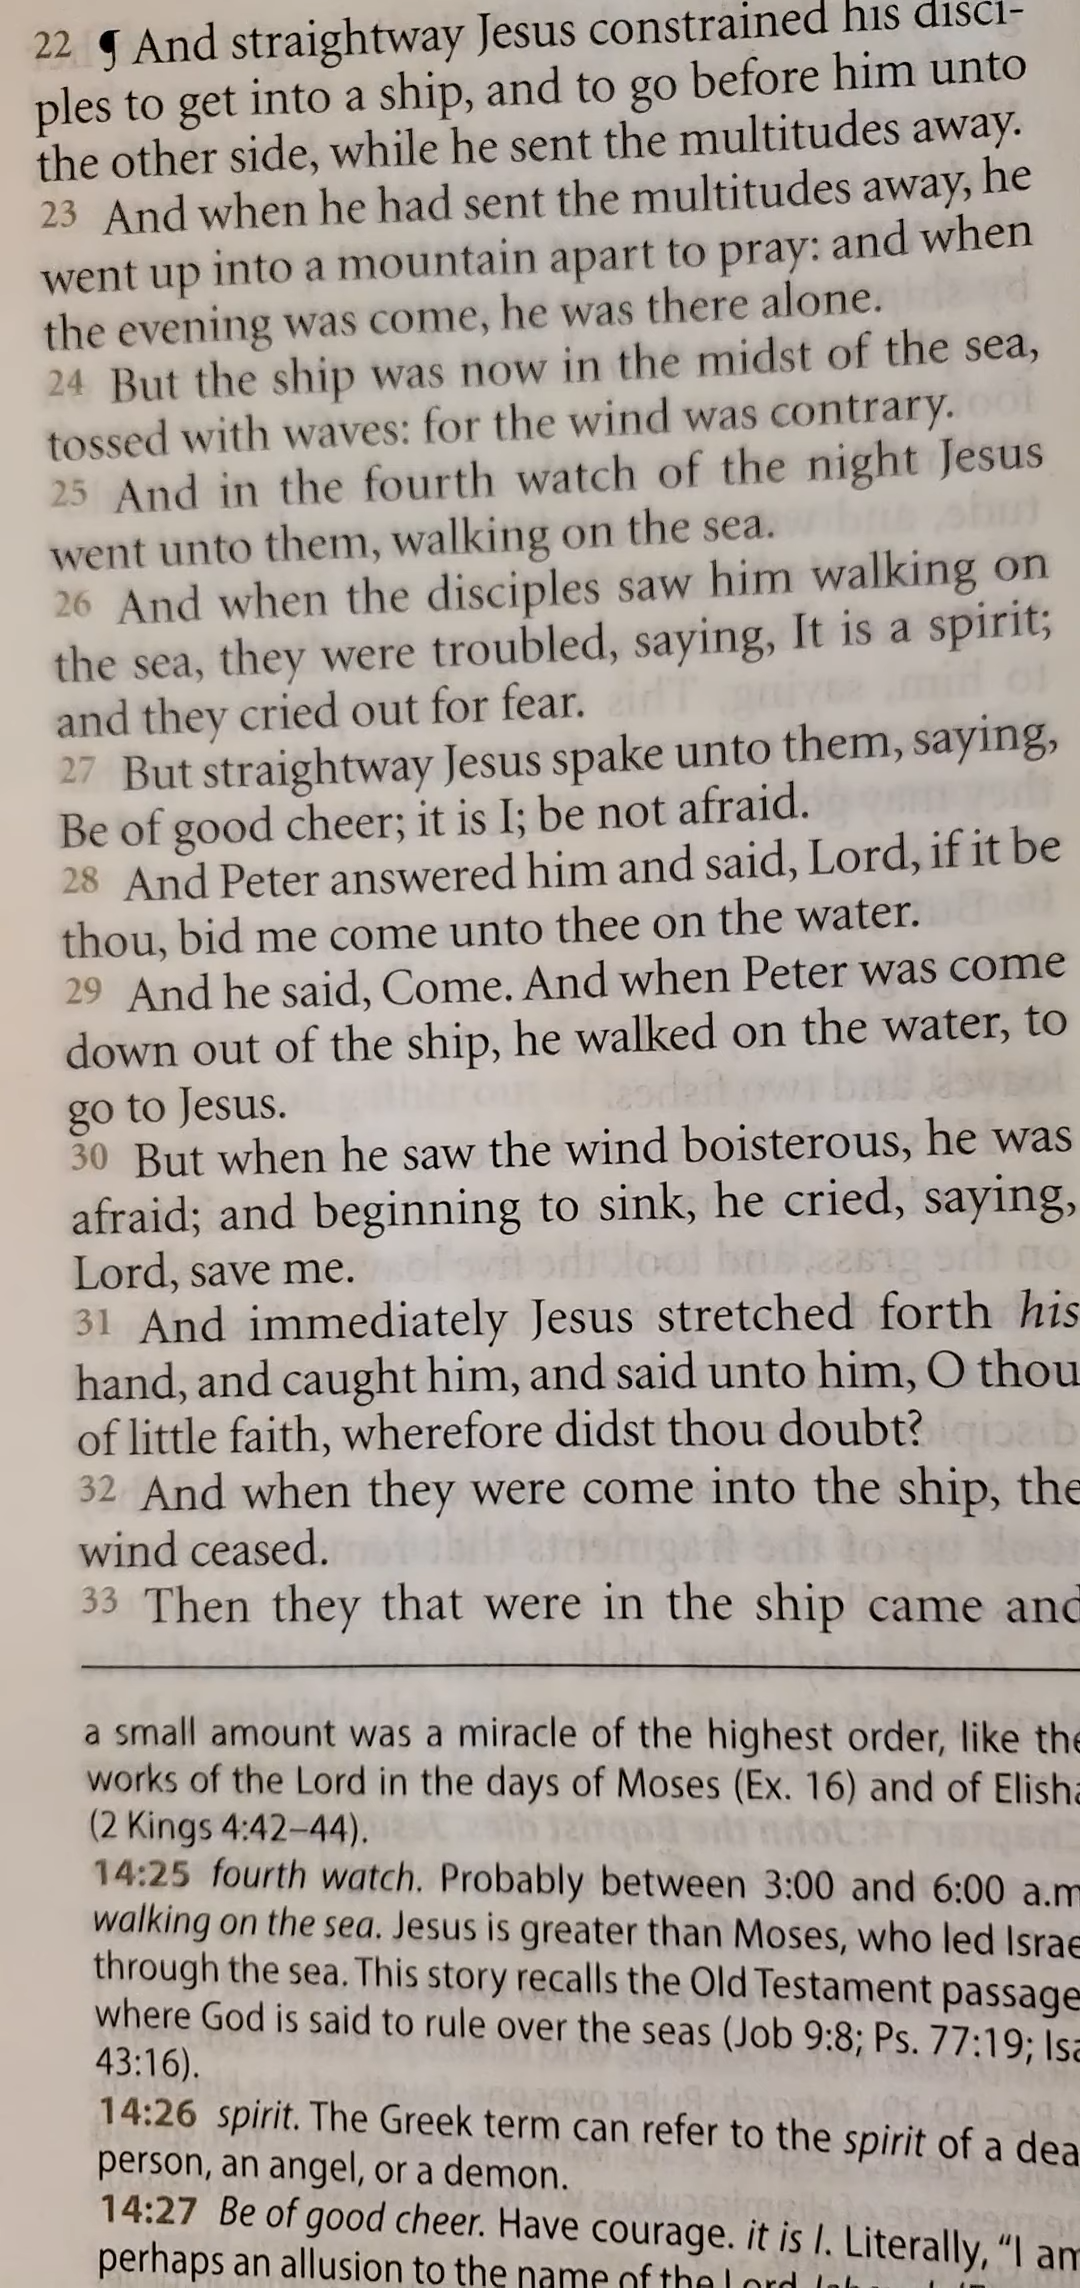 22 ¶ And straightway Jesus constrained his disci-
ples to get into a ship, and to go before him unto
the other side, while he sent the multitudes away.
23 And when he had sent the multitudes away, he
went up into a mountain apart to pray: and when
the evening was come, he was there alone.
24 But the ship was now in the midst of the sea,
tossed with waves: for the wind was contrary.
25 And in the fourth watch of the night Jesus
went unto them, walking on the sea.
26 And when the disciples saw him walking on
the sea, they were troubled, saying, It is a spirit;
and they cried out for fear.
27 But straightway Jesus spake unto them, saying,
Be of good cheer; it is I; be not afraid.
28 And Peter answered him and said, Lord, if it be
thou, bid me come unto thee on the water.
29 And he said, Come. And when Peter was come
down out of the ship, he walked on the water, to
go to Jesus.
30 But when he saw the wind boisterous, he was
afraid; and beginning to sink, he cried, saying,
Lord, save me.
31 And immediately Jesus stretched forth his
hand, and caught him, and said unto him, O thou
of little faith, wherefore didst thou doubt?
32 And when they were come into the ship, the
wind ceased.
33 Then they that were in the ship came and
a small amount was a miracle of the highest order, like the
works of the Lord in the days of Moses (Ex. 16) and of Elisha
(2 Kings 4:42–44).
14:25 fourth watch. Probably between 3:00 and 6:00 a.m
walking on the sea. Jesus is greater than Moses, who led Israe
through the sea. This story recalls the Old Testament passage
where God is said to rule over the seas (Job 9:8; Ps. 77:19; Isa
43:16).
14:26 spirit. The Greek term can refer to the spirit of a dea
person, an angel, or a demon.
14:27 Be of good cheer. Have courage. it is I. Literally, “I am
perhaps an allusion to the name of the Lord